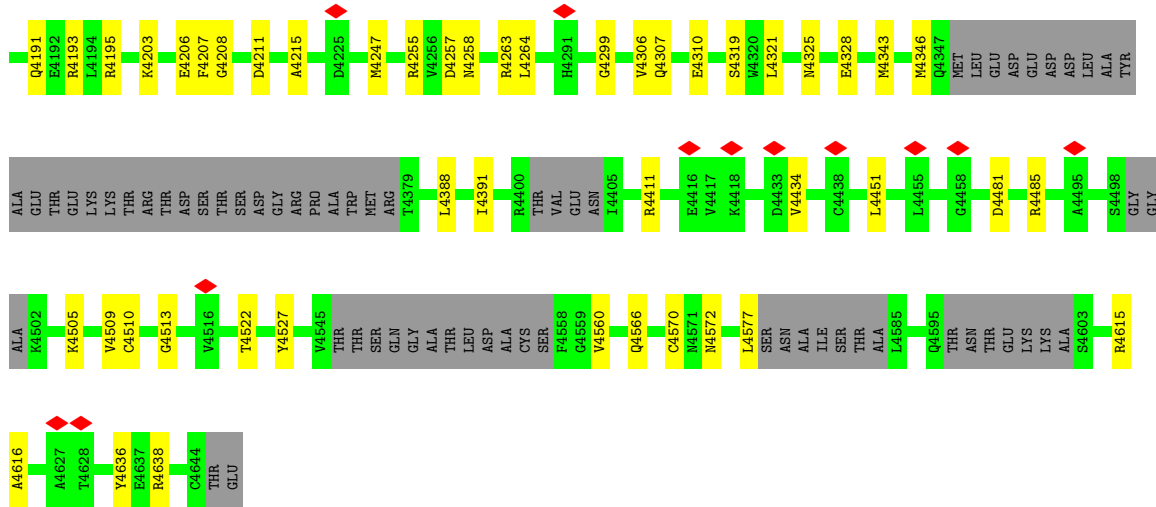 Q4191 E4192 R4193 L4194 R4195 K4203 E4206 F4207 G4208 D4211 A4215 D4225 M4247 R4255 V4256 D4257 N4258 R4263 L4264 H4291 G4299 V4306 Q4307 E4310 S4319 W4320 L4321 N4325 E4328 M4343 M4346 Q4347 MET LEU GLU ASP GLU ASP ASP LEU ALA TYR
ALA GLU THR GLU LYS LYS THR ARG THR ASP SER THR SER ASP GLY ARG PRO ALA TRP MET ARG T4379 L4388 I4391 R4400 THR VAL GLU ASN I4405 R4411 E4416 V4417 K4418 D4433 V4434 C4438 L4451 L4455 G4458 D4481 R4485 A4495 S4498 GLY GLY
ALA K4502 K4505 V4509 C4510 G4513 V4516 T4522 Y4527 V4545 THR THR SER GLN GLY ALA THR LEU ASP ALA CYS SER F4558 G4559 V4560 Q4566 C4570 N4571 N4572 L4577 SER ASN ALA ILE SER THR ALA L4585 Q4595 THR ASN THR GLU LYS LYS ALA S4603 R4615
A4616 A4627 T4628 Y4636 E4637 R4638 C4644 THR GLU